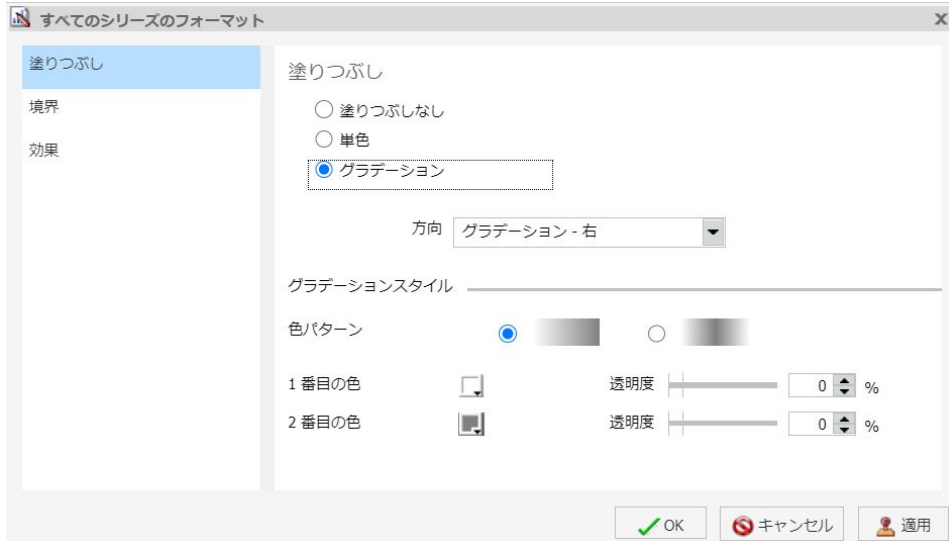 すべてのシリーズのフォーマット
塗りつぶし
境界
効果
塗りつぶし
塗りつぶしなし
単色
グラデーション
方向 グラデーション - 右
グラデーションスタイル
色パターン
1 番目の色 透明度 0 %
2 番目の色 透明度 0 %
OK キャンセル 適用